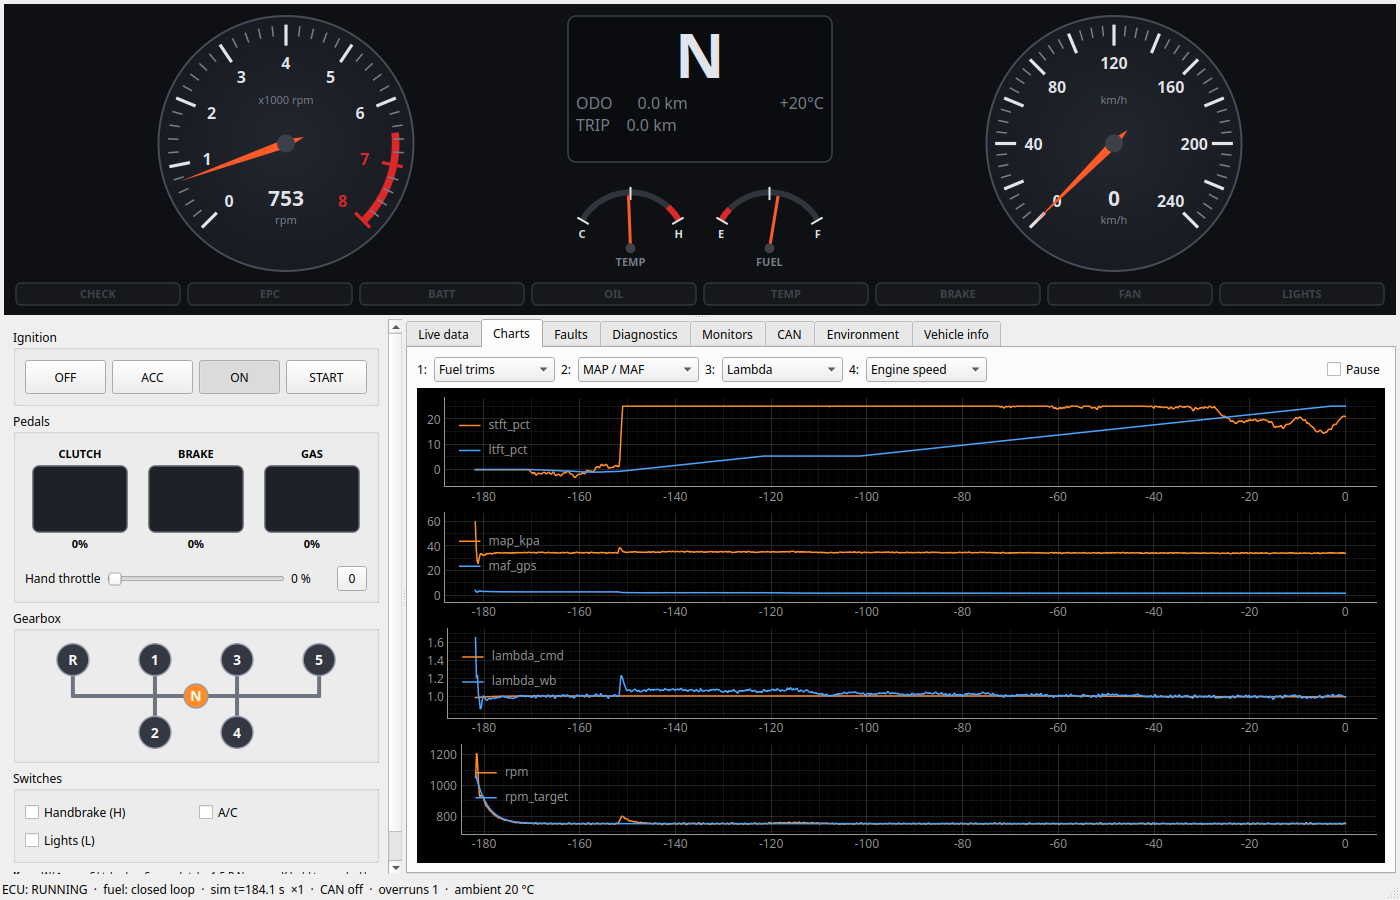 4
3 5
x1000 rpm
2 6
1 7
0 753 8
rpm
N
ODO 0.0 km +20°C
TRIP 0.0 km
C H
TEMP
E F
FUEL
120
80 160
km/h
40 200
0 0 240
km/h
CHECK EPC BATT OIL TEMP BRAKE FAN LIGHTS
Ignition
OFF ACC ON START
Pedals
CLUTCH BRAKE GAS
0% 0% 0%
Hand throttle 0 % 0
Gearbox
R 1 3 5
N
2 4
Switches
Handbrake (H) A/C
Lights (L)
Live data Charts Faults Diagnostics Monitors CAN Environment Vehicle info
1: Fuel trims 2: MAP / MAF 3: Lambda 4: Engine speed Pause
20
10
0
stft_pct
ltft_pct
-180 -160 -140 -120 -100 -80 -60 -40 -20 0
60
40
20
0
map_kpa
maf_gps
-180 -160 -140 -120 -100 -80 -60 -40 -20 0
1.6
1.4
1.2
1.0
lambda_cmd
lambda_wb
-180 -160 -140 -120 -100 -80 -60 -40 -20 0
1200
1000
800
rpm
rpm_target
-180 -160 -140 -120 -100 -80 -60 -40 -20 0
ECU: RUNNING · fuel: closed loop · sim t=184.1 s ×1 · CAN off · overruns 1 · ambient 20 °C